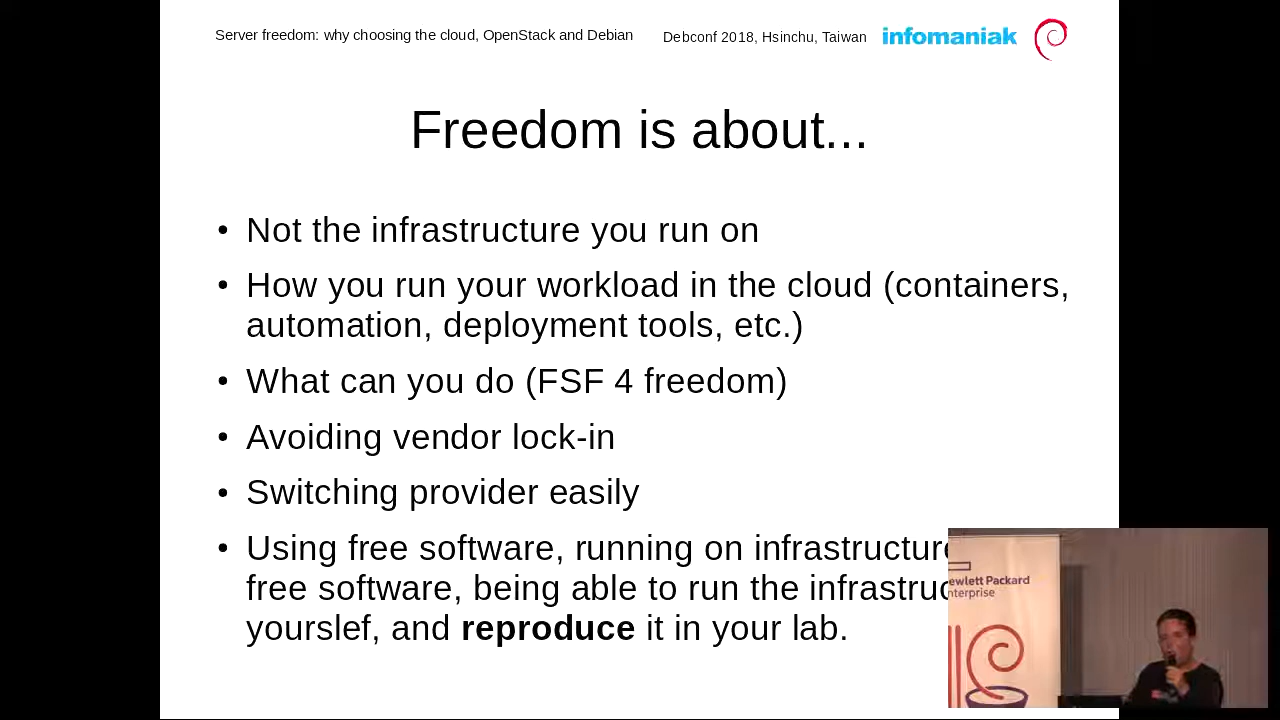 Server freedom: why choosing the cloud, OpenStack and Debian
Debconf 2018, Hsinchu, Taiwan
infomaniak
Freedom is about...
• Not the infrastructure you run on
• How you run your workload in the cloud (containers,
automation, deployment tools, etc.)
• What can you do (FSF 4 freedom)
• Avoiding vendor lock-in
• Switching provider easily
• Using free software, running on infrastructure
free software, being able to run the
yourslef, and reproduce it in your lab.
Packard